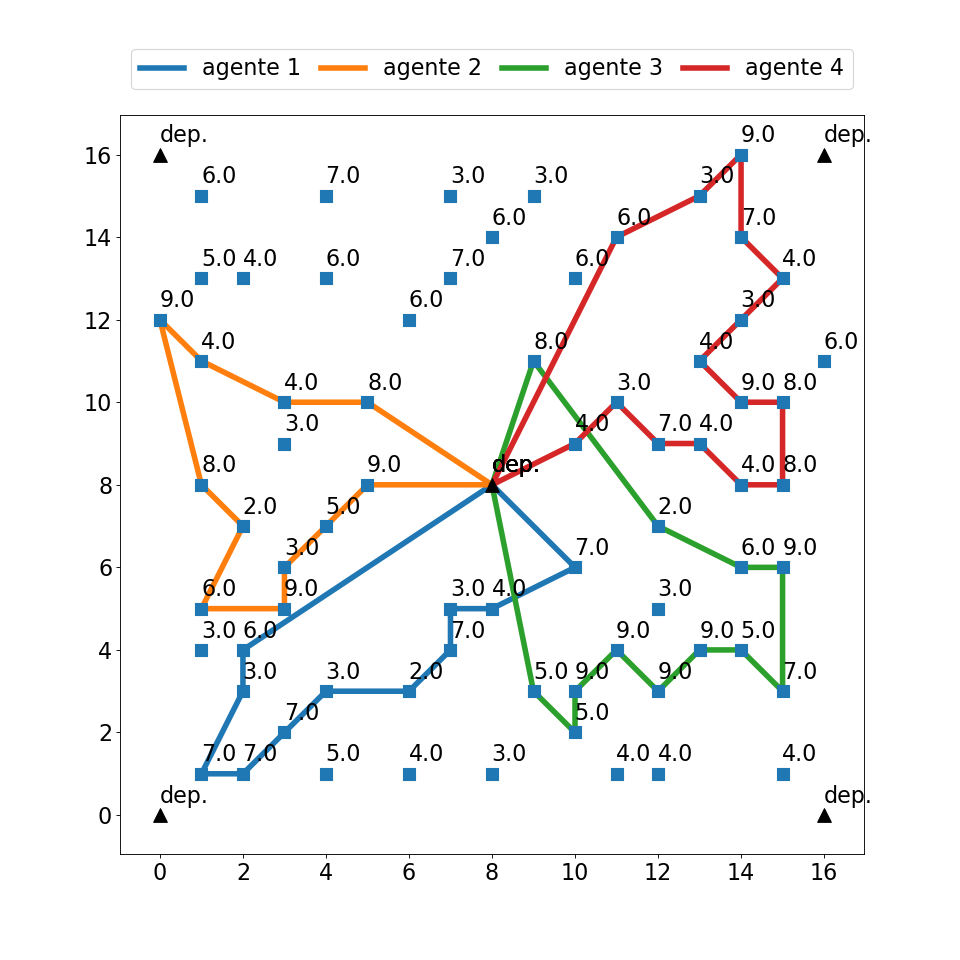 agente 1 agente 2 agente 3 agente 4
9.0
dep. dep.
16
6.0 7.0 3.0 3.0 3.0
6.0 6.0 7.0
14
5.0 4.0 6.0 7.0 6.0 4.0
9.0 6.0 3.0
12
4.0 8.0 4.0 6.0
4.0 8.0 3.0 9.0 8.0
10
3.0 4.0 7.0 4.0
8.0 9.0 dep. 4.0 8.0
8
2.0 5.0 2.0
3.0 7.0 6.0 9.0
6
6.0 9.0 3.0 4.0 3.0
3.0 6.0 7.0 9.0 9.0 5.0
4
3.0 3.0 2.0 5.0 9.0 9.0 7.0
7.0 5.0
2
7.0 7.0 5.0 4.0 3.0 4.0 4.0 4.0
dep. dep.
0
0 2 4 6 8 10 12 14 16